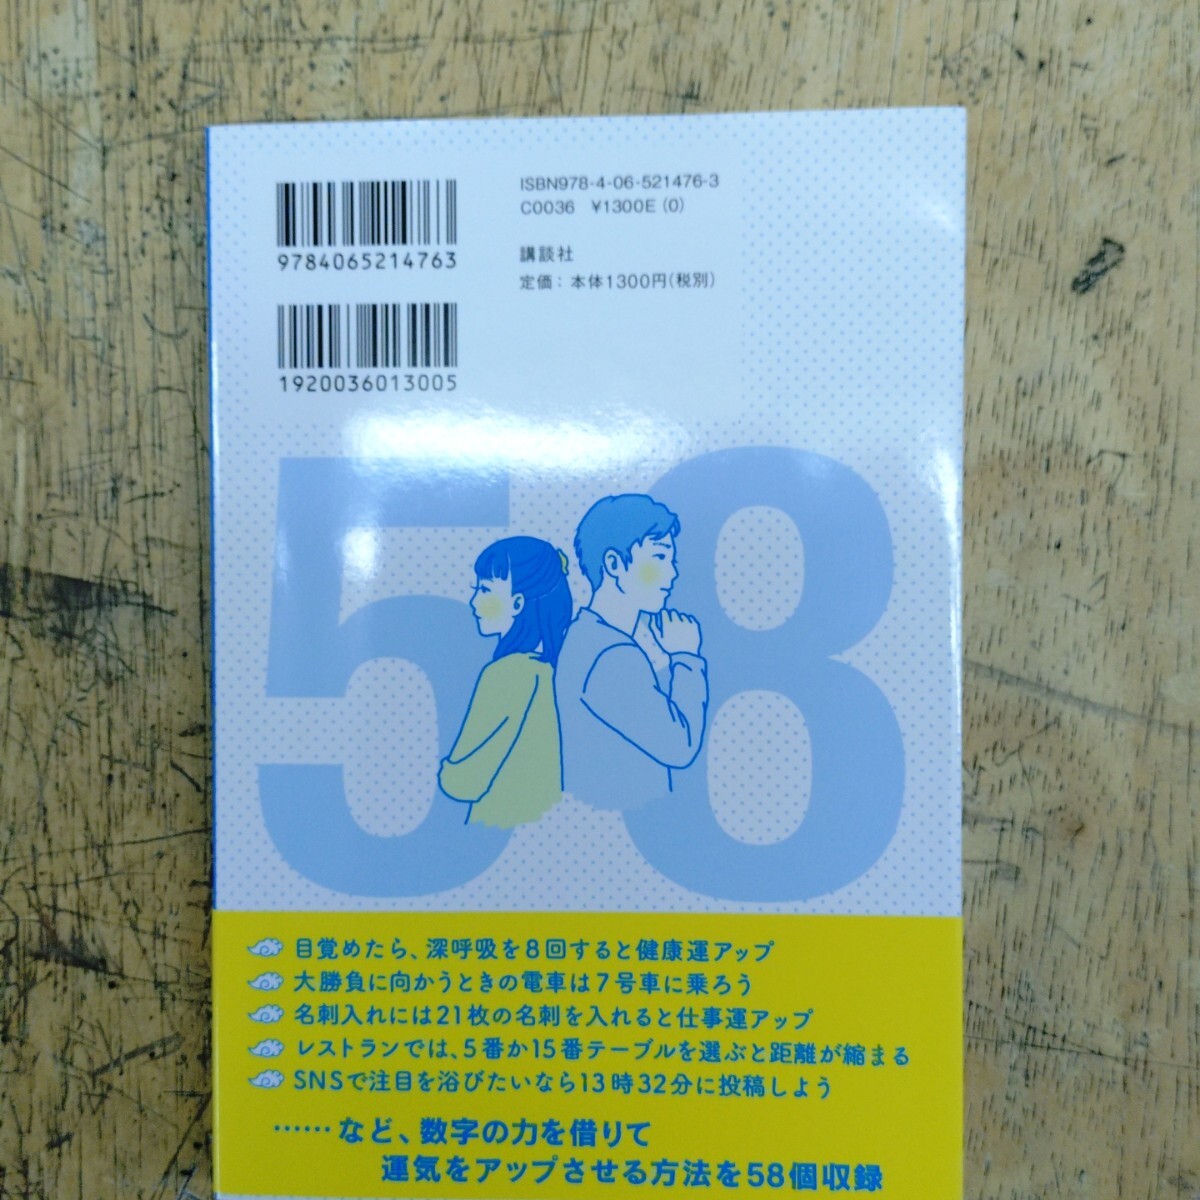 ISBN978-4-06-521476-3
C0036 ¥1300E (0)
9784065214763
講談社
定価：本体1300円(税別)
1920036013005
58
目覚めたら、深呼吸を8回すると健康運アップ
大勝負に向かうときの電車は7号車に乗ろう
名刺入れには21枚の名刺を入れると仕事運アップ
レストランでは、5番か15番テーブルを選ぶと距離が縮まる
SNSで注目を浴びたいなら13時32分に投稿しよう
……など、数字の力を借りて
運気をアップさせる方法を58個収録